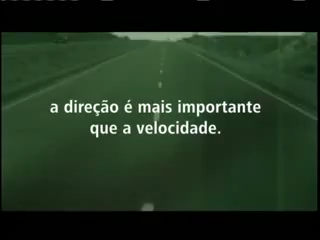 a direção é mais importante
que a velocidade.